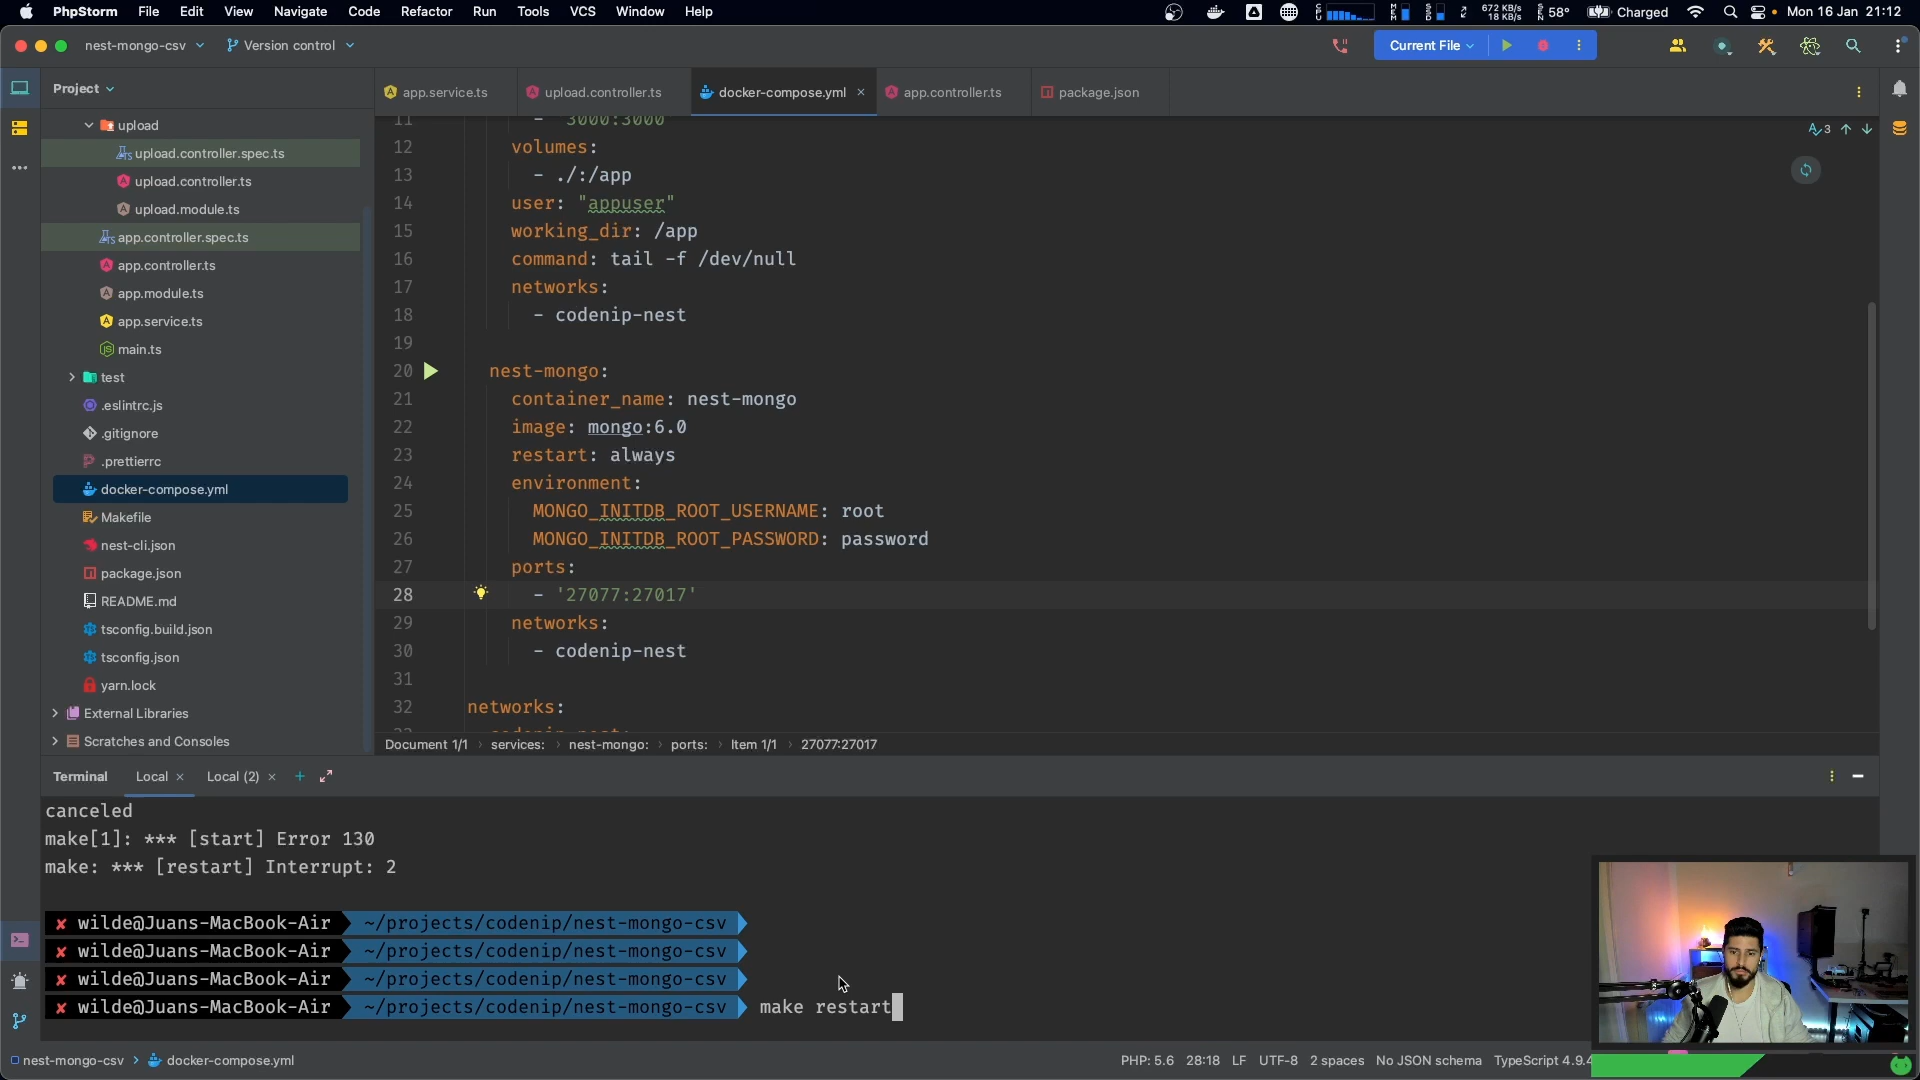 PhpStorm File Edit View Navigate Code Refactor Run Tools VCS Window Help
672 KB/s
18 KB/s
58° Charged Mon 16 Jan 21:12
nest-mongo-csv Version control Current File
Project
app.service.ts upload.controller.ts docker-compose.yml app.controller.ts package.json
upload
upload.controller.spec.ts
upload.controller.ts
upload.module.ts
app.controller.spec.ts
app.controller.ts
app.module.ts
app.service.ts
main.ts
test
.eslintrc.js
.gitignore
.prettierrc
docker-compose.yml
Makefile
nest-cli.json
package.json
README.md
tsconfig.build.json
tsconfig.json
yarn.lock
External Libraries
Scratches and Consoles
3
11 - 3000:3000
12 volumes:
13 - ./:/app
14 user: "appuser"
15 working_dir: /app
16 command: tail -f /dev/null
17 networks:
18 - codenip-nest
19
20 nest-mongo:
21 container_name: nest-mongo
22 image: mongo:6.0
23 restart: always
24 environment:
25 MONGO_INITDB_ROOT_USERNAME: root
26 MONGO_INITDB_ROOT_PASSWORD: password
27 ports:
28 - '27077:27017'
29 networks:
30 - codenip-nest
31
32 networks:
Document 1/1 services: nest-mongo: ports: Item 1/1 27077:27017
Terminal Local Local (2)
canceled
make[1]: *** [start] Error 130
make: *** [restart] Interrupt: 2
✘ wilde@Juans-MacBook-Air ~/projects/codenip/nest-mongo-csv
✘ wilde@Juans-MacBook-Air ~/projects/codenip/nest-mongo-csv
✘ wilde@Juans-MacBook-Air ~/projects/codenip/nest-mongo-csv
✘ wilde@Juans-MacBook-Air ~/projects/codenip/nest-mongo-csv make restart
nest-mongo-csv docker-compose.yml
PHP: 5.6 28:18 LF UTF-8 2 spaces No JSON schema TypeScript 4.9.4